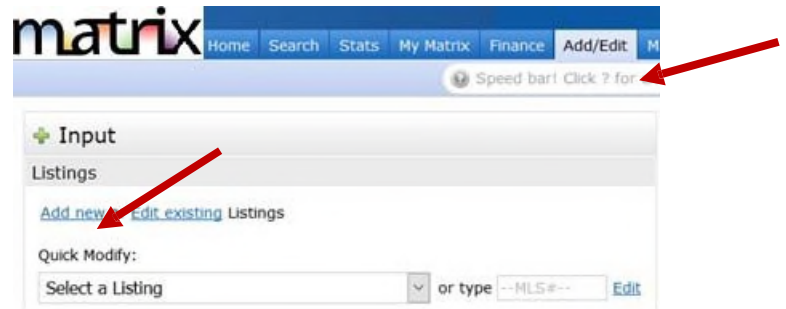 matrix Home Search Stats My Matrix Finance Add/Edit M
Speed bar! Click ? for
Input
Listings
Add new Edit existing Listings
Quick Modify:
Select a Listing or type --MLS#-- Edit